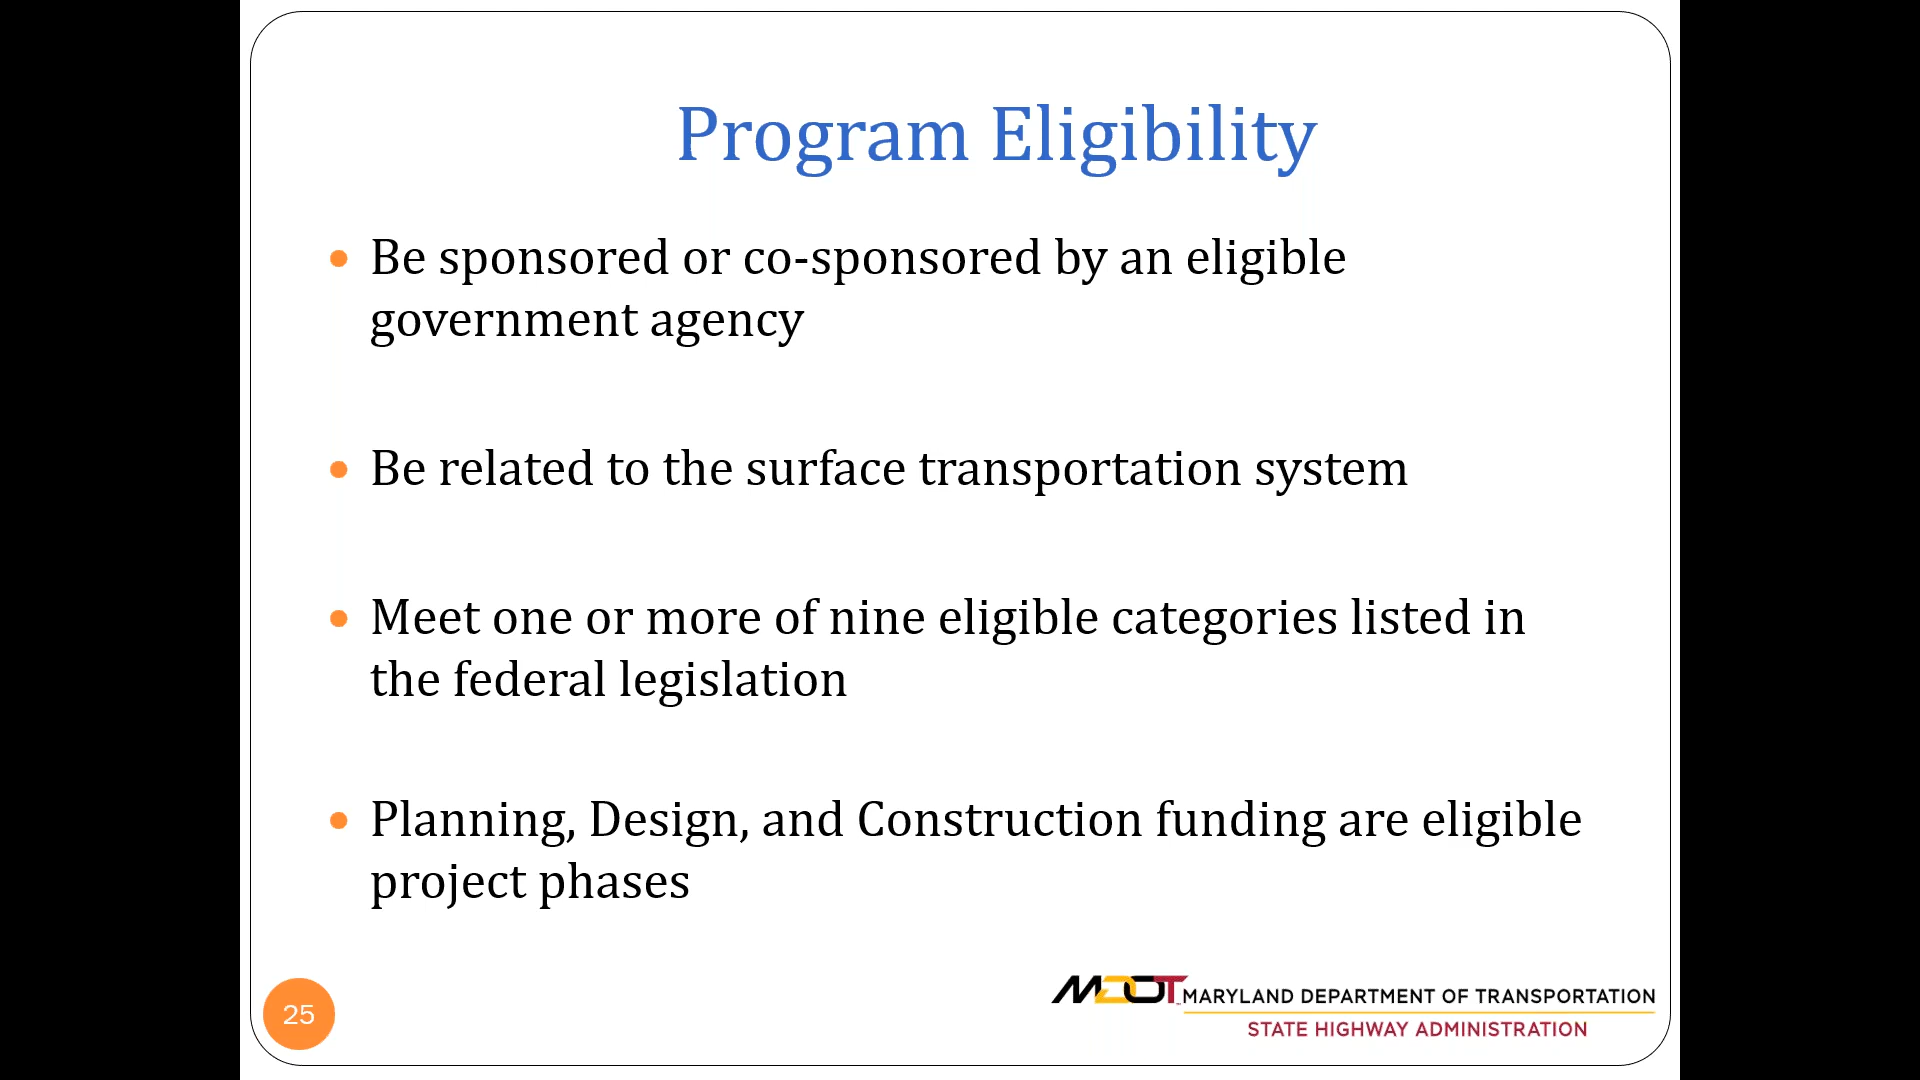 Program Eligibility
Be sponsored or co-sponsored by an eligible
government agency
Be related to the surface transportation system
Meet one or more of nine eligible categories listed in
the federal legislation
Planning, Design, and Construction funding are eligible
project phases
25
MDOT MARYLAND DEPARTMENT OF TRANSPORTATION
STATE HIGHWAY ADMINISTRATION